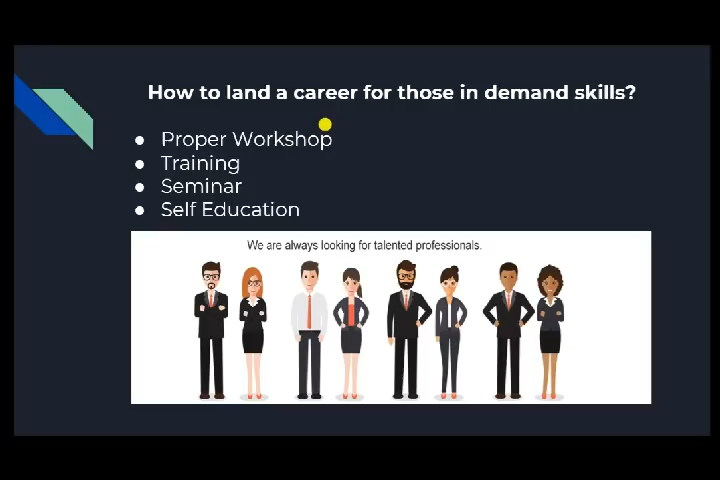 How to land a career for those in demand skills?
● Proper Workshop
● Training
● Seminar
● Self Education
We are always looking for talented professionals.